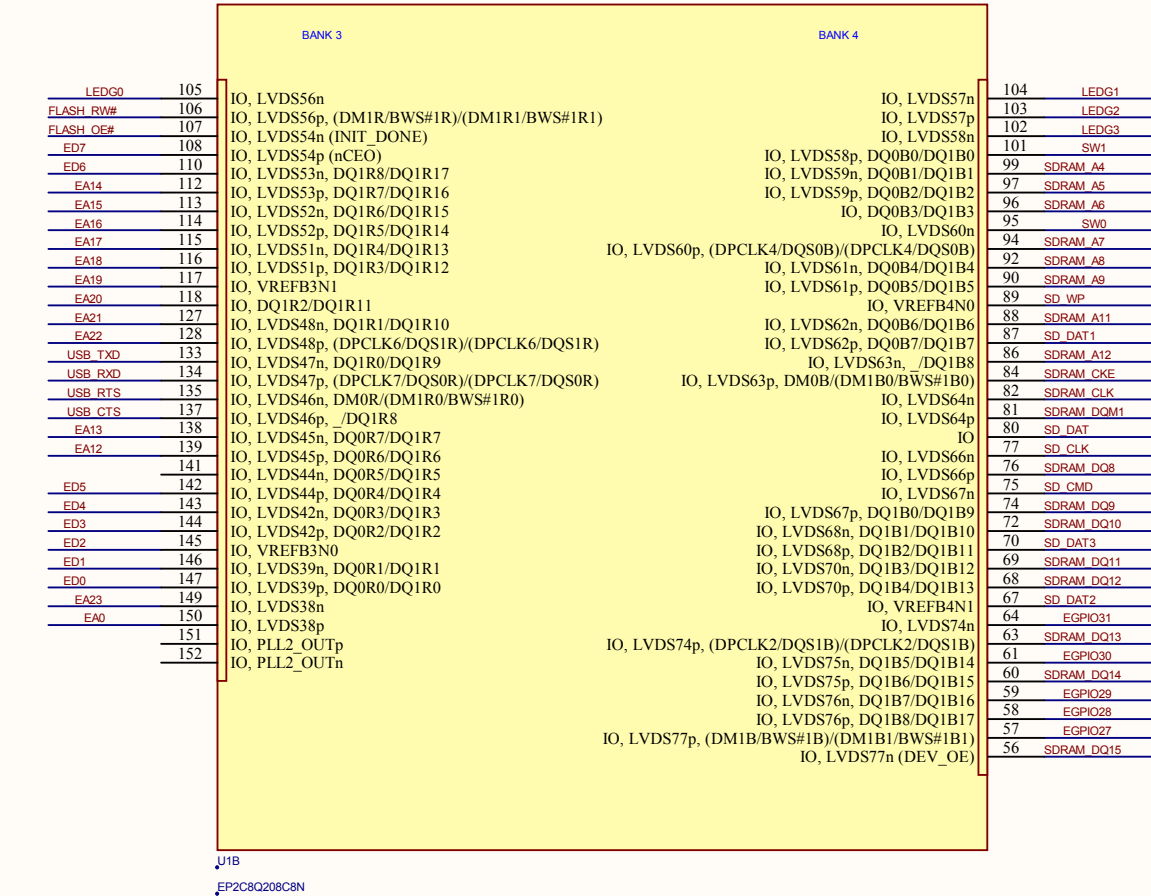 BANK 3 BANK 4
LEDG0 105 IO, LVDS56n
FLASH_RW# 106 IO, LVDS56p, (DM1R/BWS#1R)/(DM1R1/BWS#1R1)
FLASH_OE# 107 IO, LVDS54n (INIT_DONE)
ED7 108 IO, LVDS54p (nCEO)
ED6 110 IO, LVDS53n, DQ1R8/DQ1R17
EA14 112 IO, LVDS53p, DQ1R7/DQ1R16
EA15 113 IO, LVDS52n, DQ1R6/DQ1R15
EA16 114 IO, LVDS52p, DQ1R5/DQ1R14
EA17 115 IO, LVDS51n, DQ1R4/DQ1R13
EA18 116 IO, LVDS51p, DQ1R3/DQ1R12
EA19 117 IO, VREFB3N1
EA20 118 IO, DQ1R2/DQ1R11
EA21 127 IO, LVDS48n, DQ1R1/DQ1R10
EA22 128 IO, LVDS48p, (DPCLK6/DQS1R)/(DPCLK6/DQS1R)
USB_TXD 133 IO, LVDS47n, DQ1R0/DQ1R9
USB_RXD 134 IO, LVDS47p, (DPCLK7/DQS0R)/(DPCLK7/DQS0R)
USB_RTS 135 IO, LVDS46n, DM0R/(DM1R0/BWS#1R0)
USB_CTS 137 IO, LVDS46p, _/DQ1R8
EA13 138 IO, LVDS45n, DQ0R7/DQ1R7
EA12 139 IO, LVDS45p, DQ0R6/DQ1R6
141 IO, LVDS44n, DQ0R5/DQ1R5
ED5 142 IO, LVDS44p, DQ0R4/DQ1R4
ED4 143 IO, LVDS42n, DQ0R3/DQ1R3
ED3 144 IO, LVDS42p, DQ0R2/DQ1R2
ED2 145 IO, VREFB3N0
ED1 146 IO, LVDS39n, DQ0R1/DQ1R1
ED0 147 IO, LVDS39p, DQ0R0/DQ1R0
EA23 149 IO, LVDS38n
EA0 150 IO, LVDS38p
151 IO, PLL2_OUTp
152 IO, PLL2_OUTn
IO, LVDS57n 104 LEDG1
IO, LVDS57p 103 LEDG2
IO, LVDS58n 102 LEDG3
IO, LVDS58p, DQ0B0/DQ1B0 101 SW1
IO, LVDS59n, DQ0B1/DQ1B1 99 SDRAM_A4
IO, LVDS59p, DQ0B2/DQ1B2 97 SDRAM_A5
IO, DQ0B3/DQ1B3 96 SDRAM_A6
IO, LVDS60n 95 SW0
IO, LVDS60p, (DPCLK4/DQS0B)/(DPCLK4/DQS0B) 94 SDRAM_A7
IO, LVDS61n, DQ0B4/DQ1B4 92 SDRAM_A8
IO, LVDS61p, DQ0B5/DQ1B5 90 SDRAM_A9
IO, VREFB4N0 89 SD_WP
IO, LVDS62n, DQ0B6/DQ1B6 88 SDRAM_A11
IO, LVDS62p, DQ0B7/DQ1B7 87 SD_DAT1
IO, LVDS63n, _/DQ1B8 86 SDRAM_A12
IO, LVDS63p, DM0B/(DM1B0/BWS#1B0) 84 SDRAM_CKE
IO, LVDS64n 82 SDRAM_CLK
IO, LVDS64p 81 SDRAM_DQM1
IO 80 SD_DAT
IO, LVDS66n 77 SD_CLK
IO, LVDS66p 76 SDRAM_DQ8
IO, LVDS67n 75 SD_CMD
IO, LVDS67p, DQ1B0/DQ1B9 74 SDRAM_DQ9
IO, LVDS68n, DQ1B1/DQ1B10 72 SDRAM_DQ10
IO, LVDS68p, DQ1B2/DQ1B11 70 SD_DAT3
IO, LVDS70n, DQ1B3/DQ1B12 69 SDRAM_DQ11
IO, LVDS70p, DQ1B4/DQ1B13 68 SDRAM_DQ12
IO, VREFB4N1 67 SD_DAT2
IO, LVDS74n 64 EGPIO31
IO, LVDS74p, (DPCLK2/DQS1B)/(DPCLK2/DQS1B) 63 SDRAM_DQ13
IO, LVDS75n, DQ1B5/DQ1B14 61 EGPIO30
IO, LVDS75p, DQ1B6/DQ1B15 60 SDRAM_DQ14
IO, LVDS76n, DQ1B7/DQ1B16 59 EGPIO29
IO, LVDS76p, DQ1B8/DQ1B17 58 EGPIO28
IO, LVDS77p, (DM1B/BWS#1B)/(DM1B1/BWS#1B1) 57 EGPIO27
IO, LVDS77n (DEV_OE) 56 SDRAM_DQ15
U1B
EP2C8Q208C8N